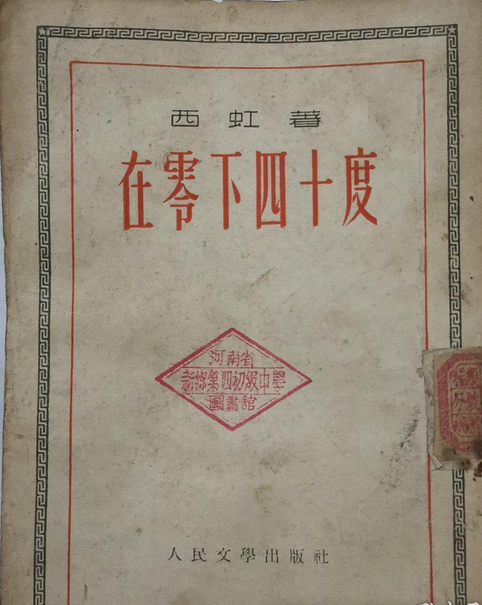 西虹著
在零下四十度
河南省
第四初級中學
圖書舘
人民文學出版社